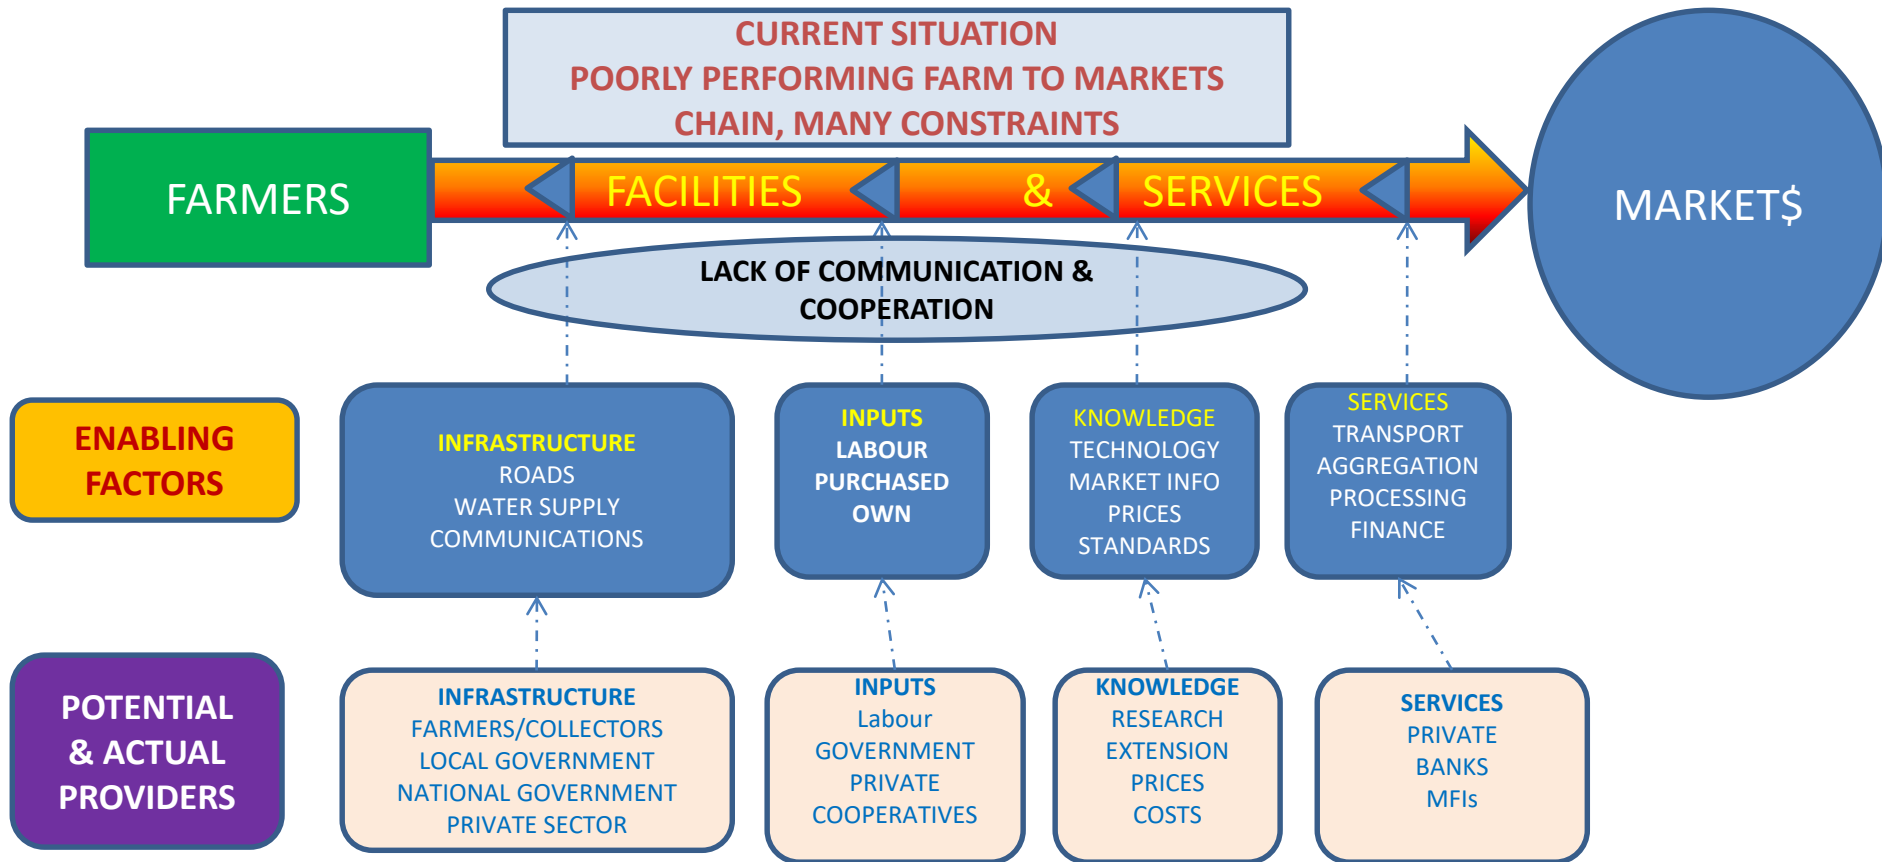 CURRENT SITUATION
POORLY PERFORMING FARM TO MARKETS
CHAIN, MANY CONSTRAINTS
FARMERS
FACILITIES & SERVICES
MARKET$
LACK OF COMMUNICATION &
COOPERATION
ENABLING
FACTORS
INFRASTRUCTURE
ROADS
WATER SUPPLY
COMMUNICATIONS
INPUTS
LABOUR
PURCHASED
OWN
KNOWLEDGE
TECHNOLOGY
MARKET INFO
PRICES
STANDARDS
SERVICES
TRANSPORT
AGGREGATION
PROCESSING
FINANCE
POTENTIAL
& ACTUAL
PROVIDERS
INFRASTRUCTURE
FARMERS/COLLECTORS
LOCAL GOVERNMENT
NATIONAL GOVERNMENT
PRIVATE SECTOR
INPUTS
Labour
GOVERNMENT
PRIVATE
COOPERATIVES
KNOWLEDGE
RESEARCH
EXTENSION
PRICES
COSTS
SERVICES
PRIVATE
BANKS
MFIs